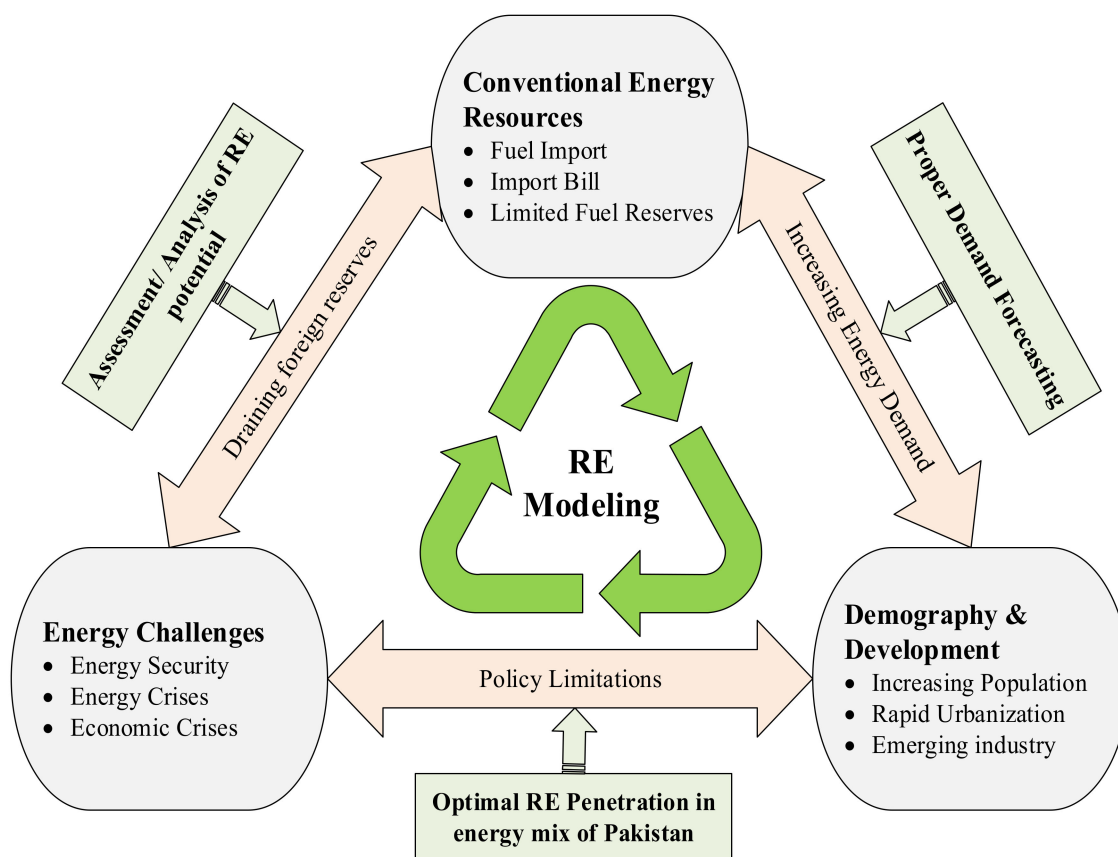 Conventional Energy
Resources
• Fuel Import
• Import Bill
• Limited Fuel Reserves
Assessment/ Analysis of RE
potential
Draining foreign reserves
Increasing Energy Demand
Proper Demand Forecasting
RE
Modeling
Energy Challenges
• Energy Security
• Energy Crises
• Economic Crises
Policy Limitations
Demography &
Development
• Increasing Population
• Rapid Urbanization
• Emerging industry
Optimal RE Penetration in
energy mix of Pakistan